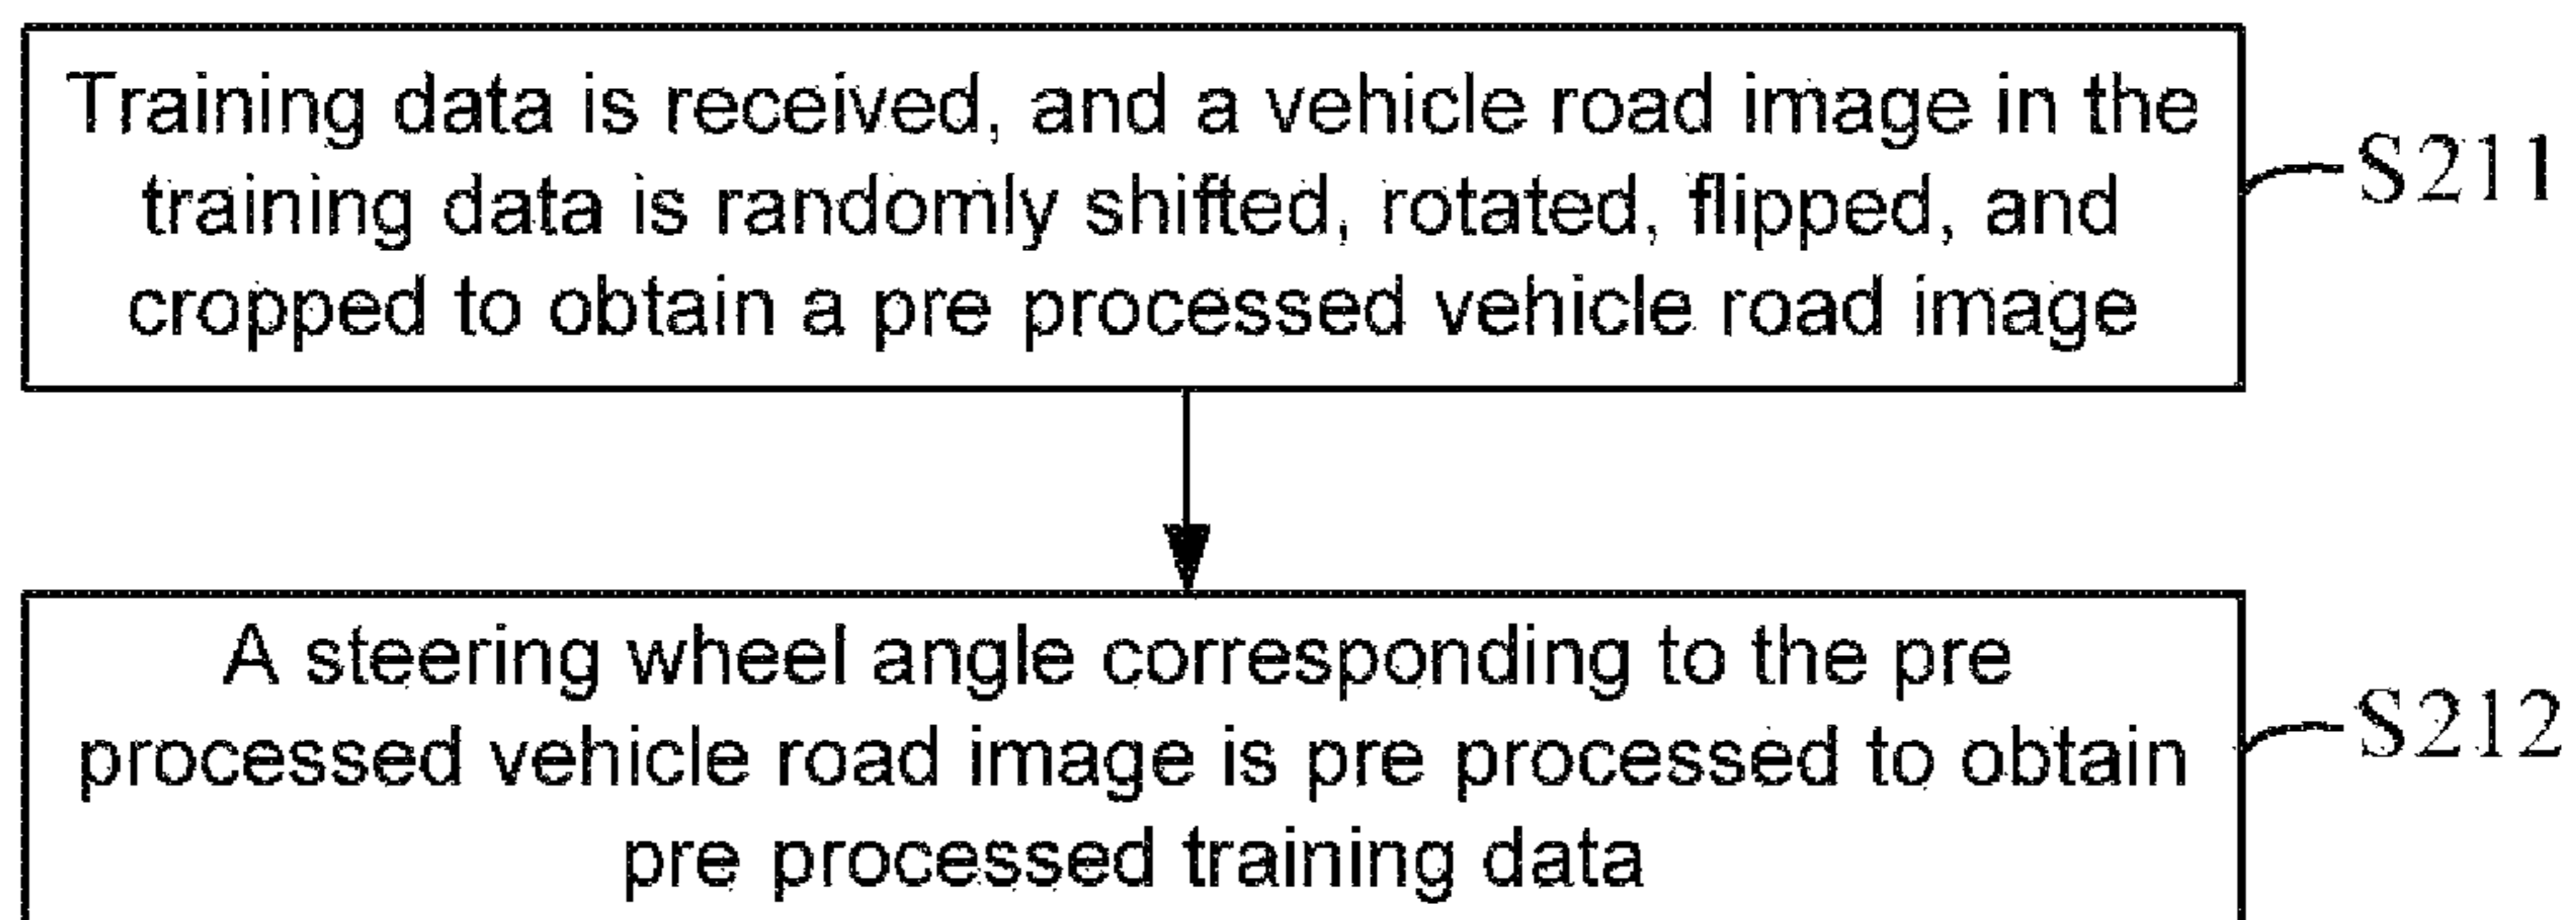 Training data is received, and a vehicle road image in the
training data is randomly shifted, rotated, flipped, and
cropped to obtain a pre processed vehicle road image
S211
A steering wheel angle corresponding to the pre
processed vehicle road image is pre processed to obtain
pre processed training data
S212